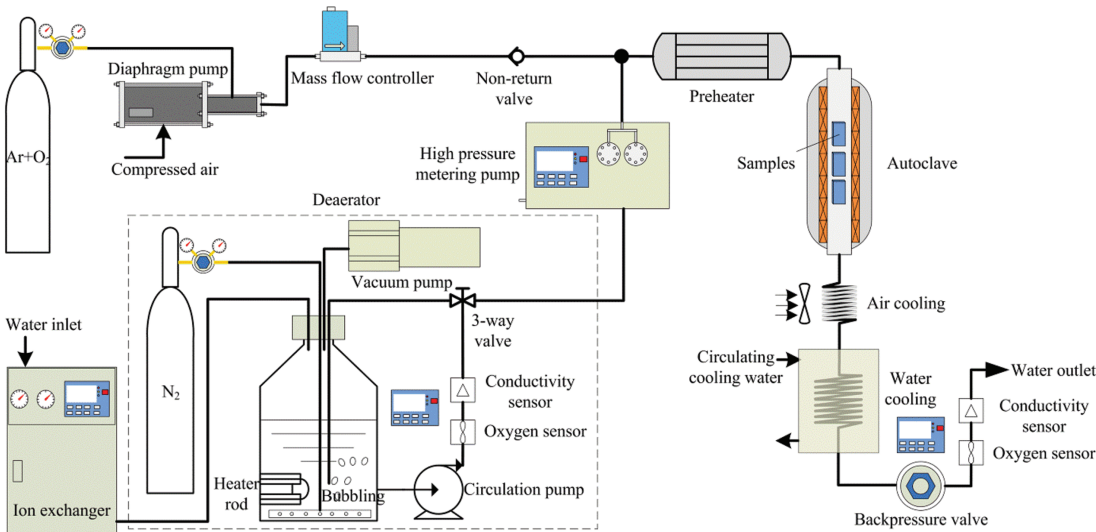 Diaphragm pump
Mass flow controller
Non-return
valve
Preheater
Ar+O₂
Compressed air
High pressure
metering pump
Samples
Autoclave
Deaerator
Vacuum pump
3-way
valve
Air cooling
Water inlet
N₂
Conductivity
sensor
Oxygen sensor
Circulating
cooling water
Water
cooling
Water outlet
Conductivity
sensor
Oxygen sensor
Heater
rod
Bubbling
Circulation pump
Ion exchanger
Backpressure valve